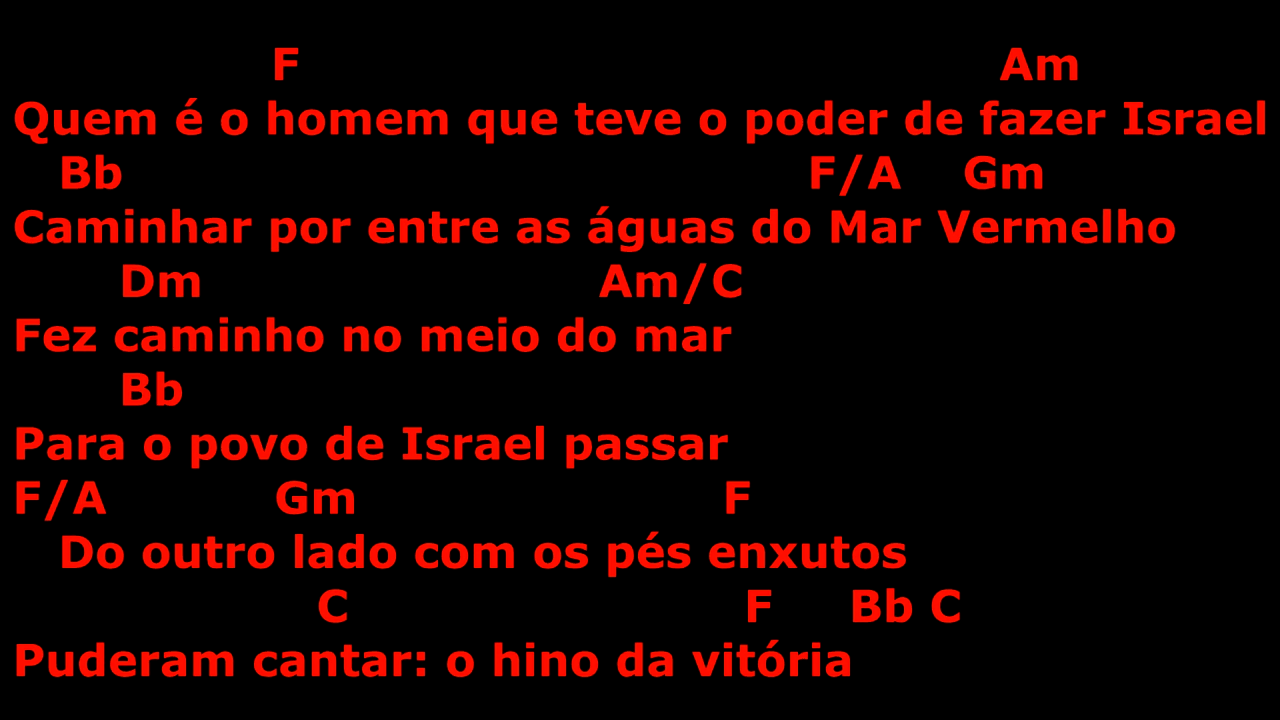 F Am
Quem é o homem que teve o poder de fazer Israel
Bb F/A Gm
Caminhar por entre as águas do Mar Vermelho
Dm Am/C
Fez caminho no meio do mar
Bb
Para o povo de Israel passar
F/A Gm F
Do outro lado com os pés enxutos
C F Bb C
Puderam cantar: o hino da vitória